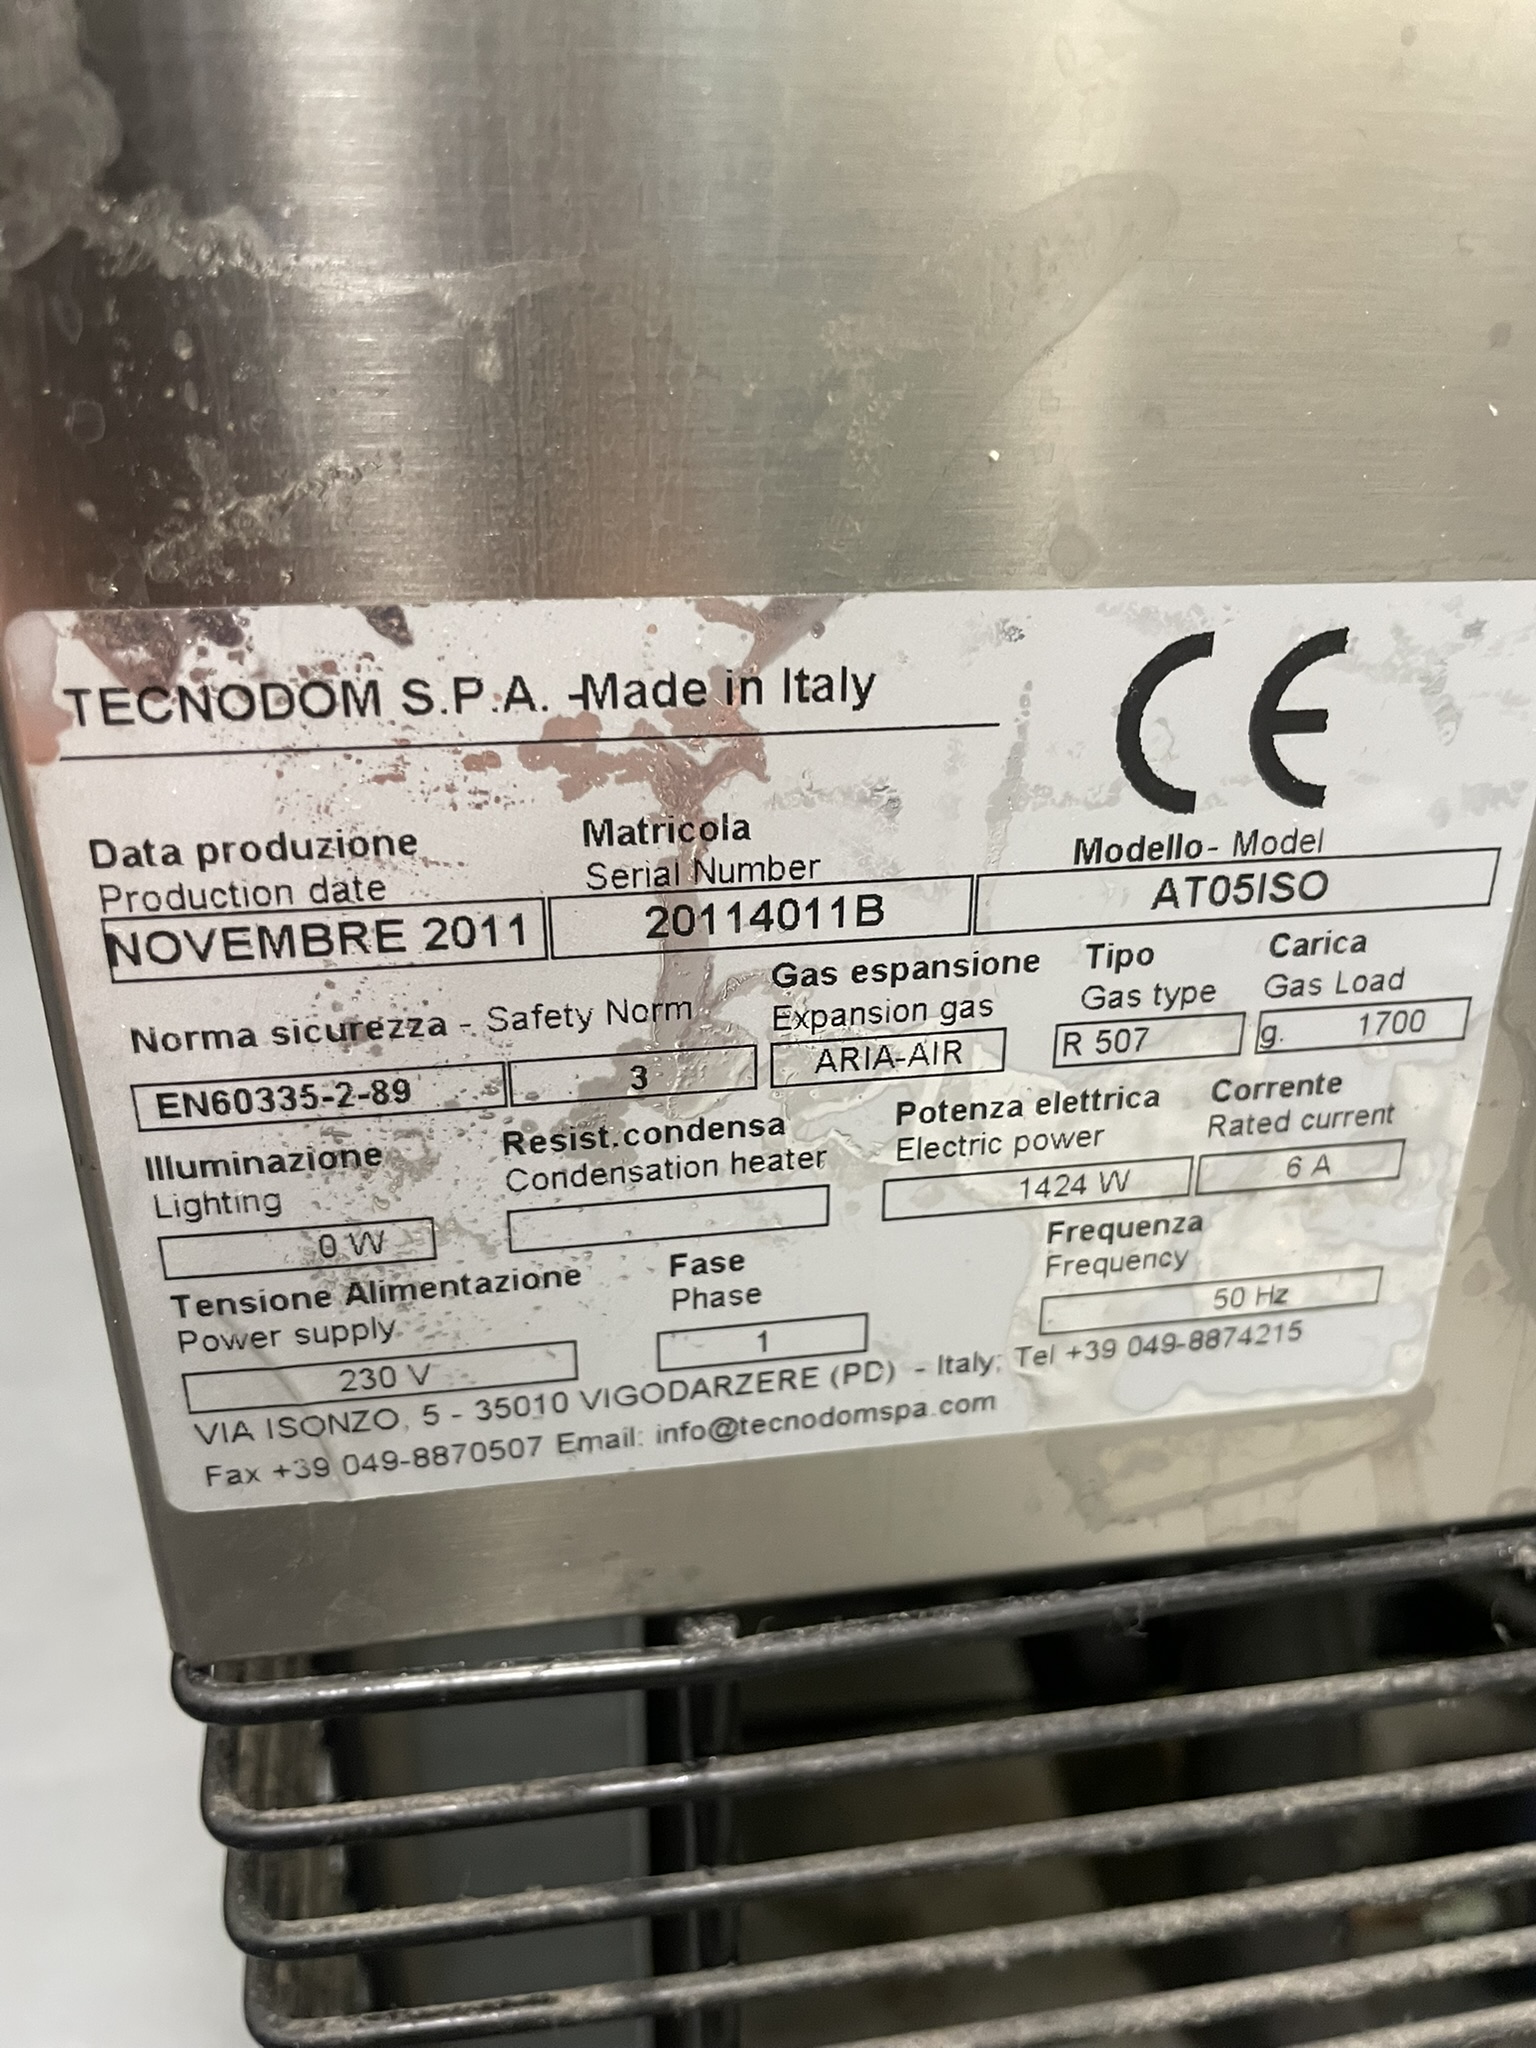 TECNODOM S.P.A. -Made in Italy
CE
Data produzione
Production date
NOVEMBRE 2011
Matricola
Serial Number
20114011B
Modello- Model
AT05ISO
Norma sicurezza - Safety Norm
EN60335-2-89
3
Gas espansione
Expansion gas
ARIA-AIR
Tipo
Gas type
R 507
Carica
Gas Load
g. 1700
Illuminazione
Lighting
0 W
Resist.condensa
Condensation heater
Potenza elettrica
Electric power
1424 W
Corrente
Rated current
6 A
Tensione Alimentazione
Power supply
230 V
Fase
Phase
1
Frequenza
Frequency
50 Hz
VIA ISONZO, 5 - 35010 VIGODARZERE (PD) - Italy; Tel +39 049-8874215
Fax +39 049-8870507 Email: info@tecnodomspa.com